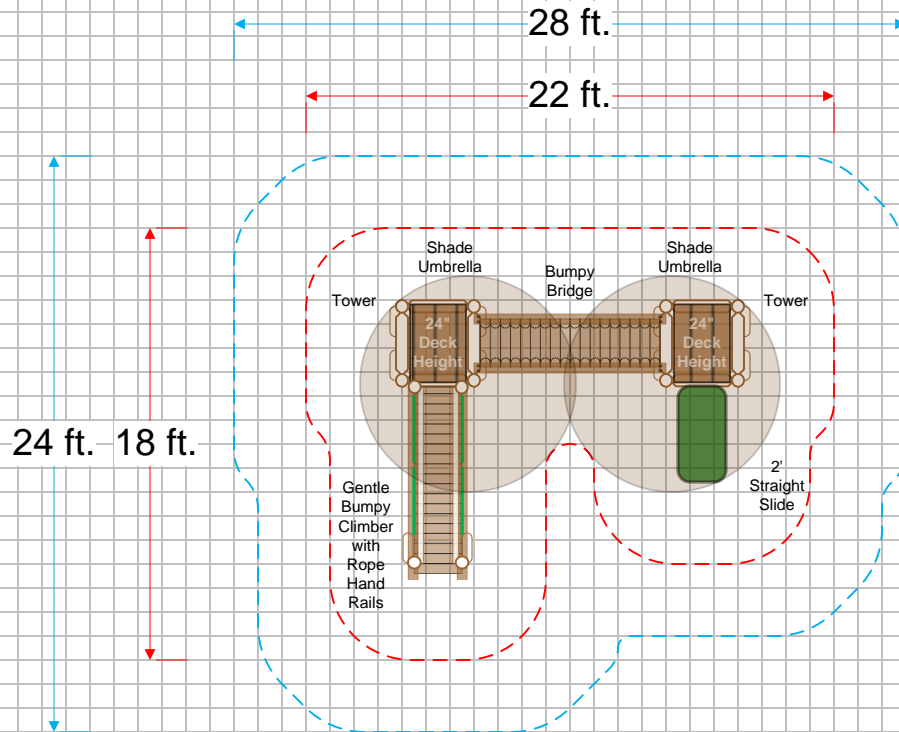 28 ft.
22 ft.
24 ft.
18 ft.
Shade
Umbrella
Shade
Umbrella
Bumpy
Bridge
Tower
Tower
24"
Deck
Height
24"
Deck
Height
2'
Straight
Slide
Gentle
Bumpy
Climber
with
Rope
Hand
Rails